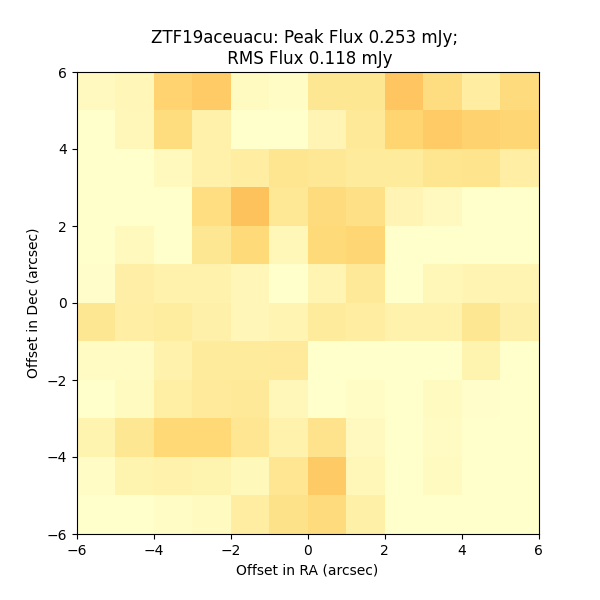 ZTF19aceuacu: Peak Flux 0.253 mJy;
RMS Flux 0.118 mJy
6
4
2
0
−2
−4
−6
Offset in Dec (arcsec)
−6 −4 −2 0 2 4 6
Offset in RA (arcsec)